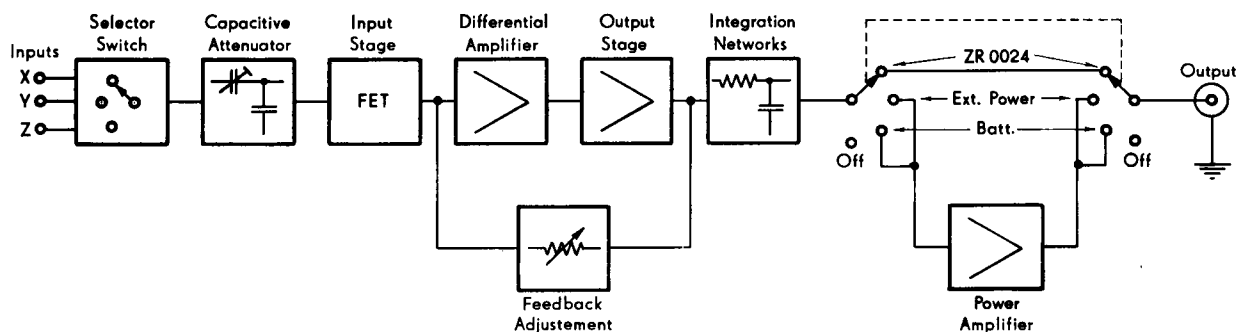 Inputs
X
Y
Z
Selector
Switch
Capacitive
Attenuator
Input
Stage
FET
Differential
Amplifier
Output
Stage
Integration
Networks
ZR 0024
Ext. Power
Batt.
Off
Off
Output
Feedback
Adjustement
Power
Amplifier